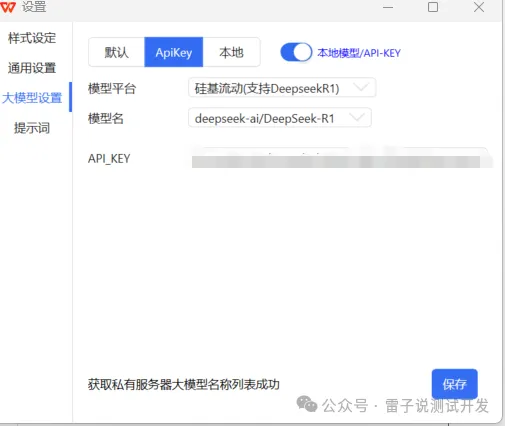 设置
样式设定
通用设置
大模型设置
提示词
默认 ApiKey 本地 本地模型/API-KEY
模型平台 硅基流动(支持DeepseekR1)
模型名 deepseek-ai/DeepSeek-R1
API_KEY
获取私有服务器大模型名称列表成功 保存
公众号 · 雷子说测试开发